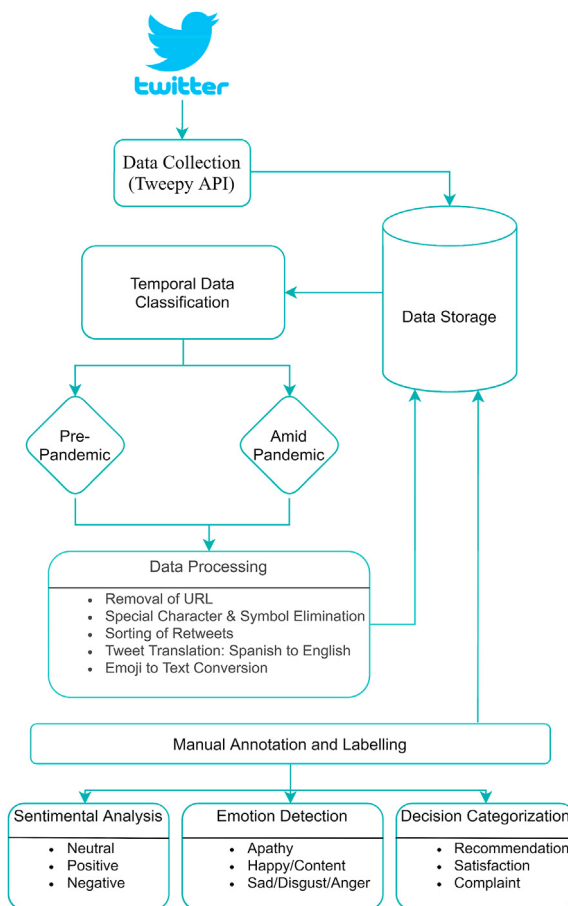 twitter
Data Collection
(Tweepy API)
Temporal Data
Classification
Data Storage
Pre-
Pandemic
Amid
Pandemic
Data Processing
• Removal of URL
• Special Character & Symbol Elimination
• Sorting of Retweets
• Tweet Translation: Spanish to English
• Emoji to Text Conversion
Manual Annotation and Labelling
Sentimental Analysis
• Neutral
• Positive
• Negative
Emotion Detection
• Apathy
• Happy/Content
• Sad/Disgust/Anger
Decision Categorization
• Recommendation
• Satisfaction
• Complaint